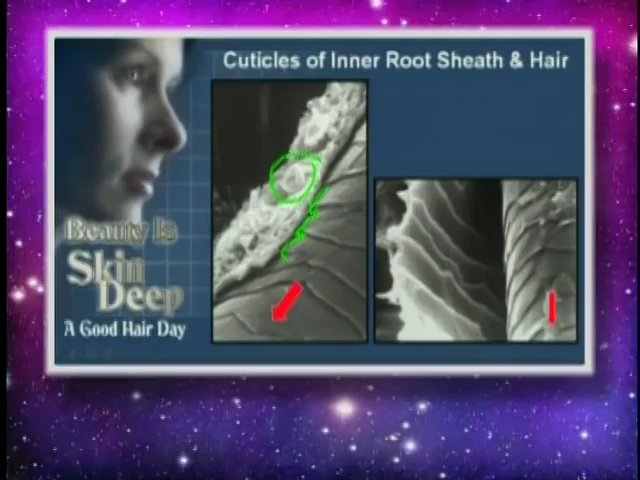 Cuticles of Inner Root Sheath & Hair
Beauty Is
Skin
Deep
A Good Hair Day